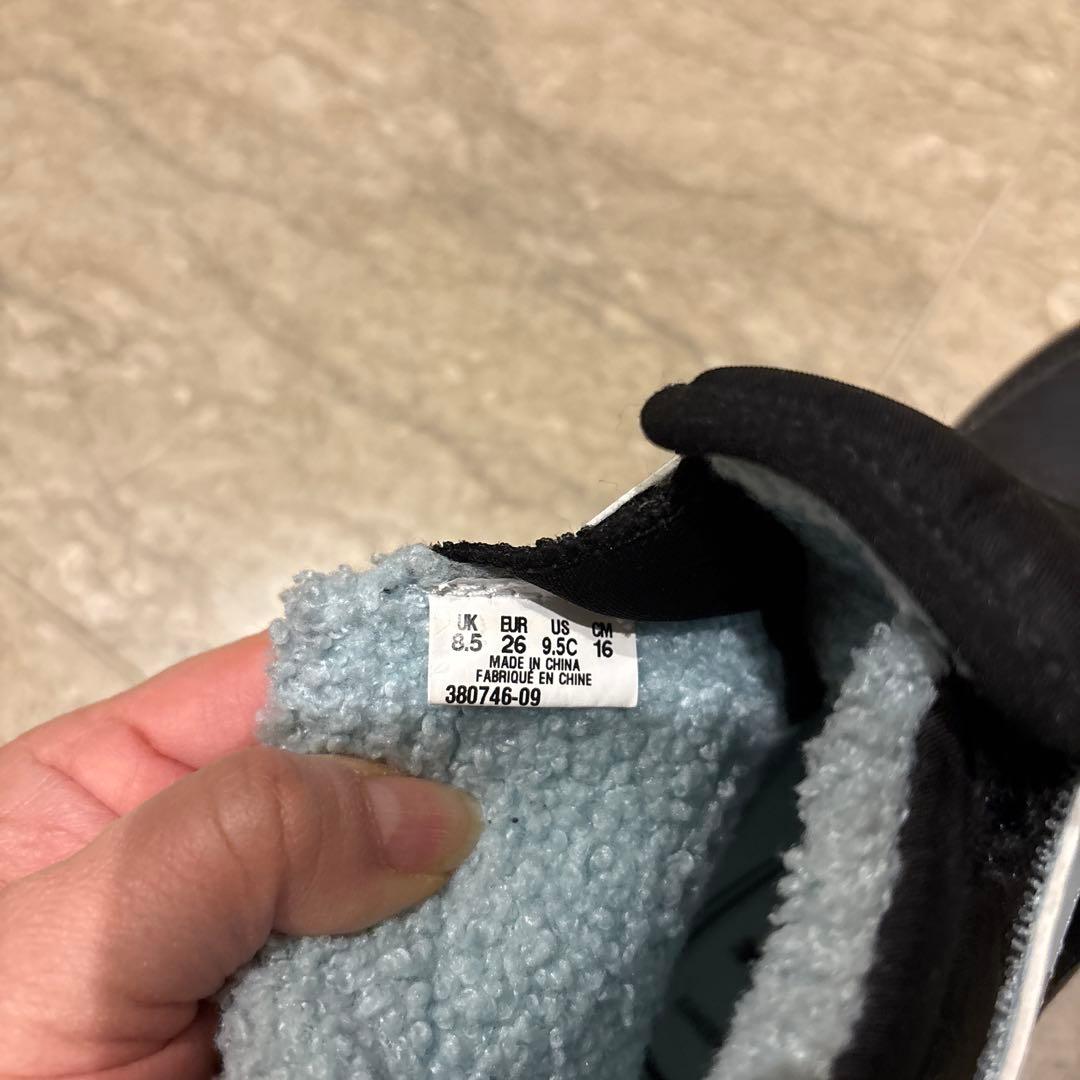 UK EUR US CM
8.5 26 9.5C 16
MADE IN CHINA
FABRIQUÉ EN CHINE
380746-09